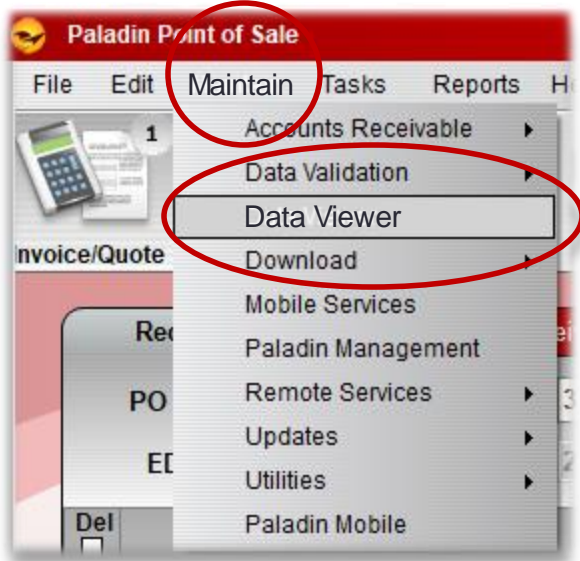 Paladin Point of Sale
File Edit Maintain Tasks Reports
1
Accounts Receivable
Data Validation
Data Viewer
Invoice/Quote
Download
Mobile Services
Paladin Management
PO
Remote Services
Updates
Utilities
Del
Paladin Mobile